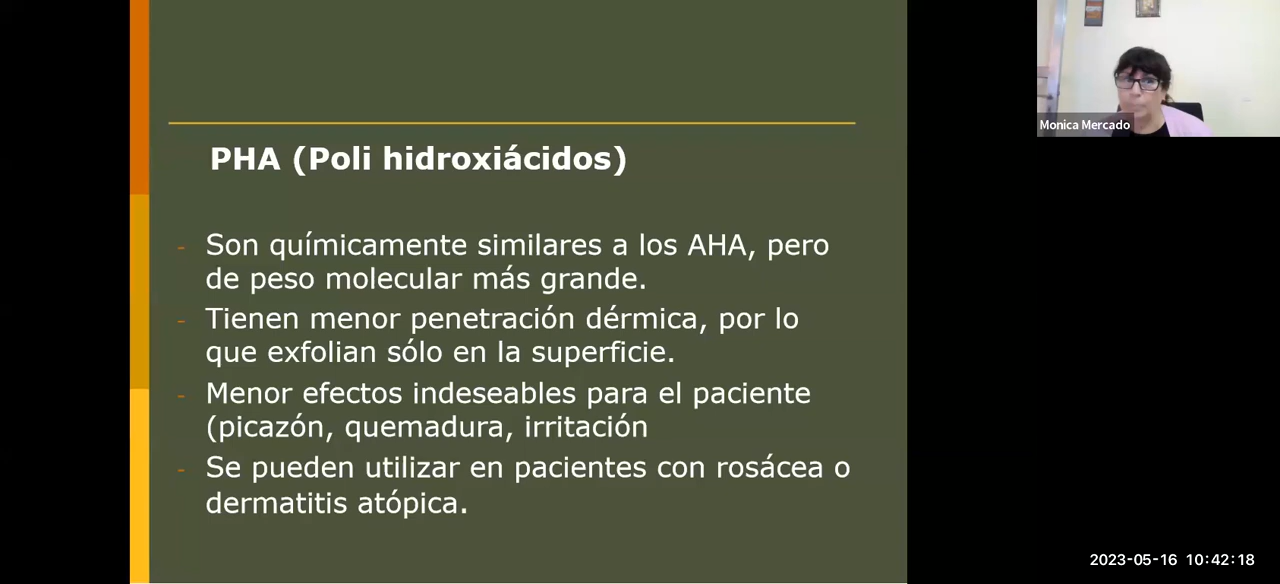 PHA (Poli hidroxiácidos)
- Son químicamente similares a los AHA, pero
de peso molecular más grande.
- Tienen menor penetración dérmica, por lo
que exfolian sólo en la superficie.
- Menor efectos indeseables para el paciente
(picazón, quemadura, irritación
- Se pueden utilizar en pacientes con rosácea o
dermatitis atópica.
Monica Mercado
2023-05-16 10:42:18